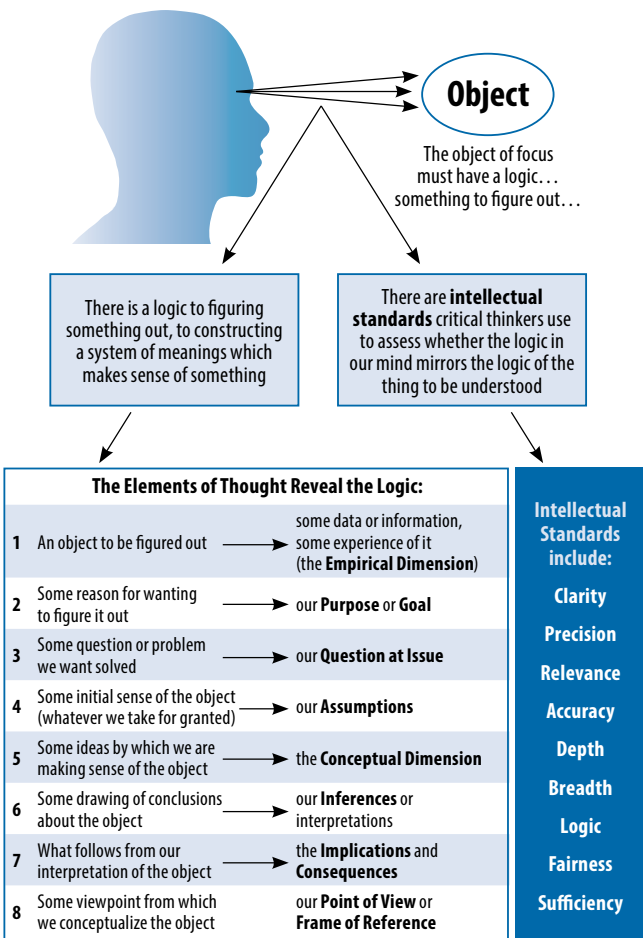 Object
The object of focus
must have a logic…
something to figure out…
There is a logic to figuring
something out, to constructing
a system of meanings which
makes sense of something
There are intellectual
standards critical thinkers use
to assess whether the logic in
our mind mirrors the logic of the
thing to be understood
The Elements of Thought Reveal the Logic:
1 An object to be figured out
some data or information,
some experience of it
(the Empirical Dimension)
2 Some reason for wanting
to figure it out
our Purpose or Goal
3 Some question or problem
we want solved
our Question at Issue
4 Some initial sense of the object
(whatever we take for granted)
our Assumptions
5 Some ideas by which we are
making sense of the object
the Conceptual Dimension
6 Some drawing of conclusions
about the object
our Inferences or
interpretations
7 What follows from our
interpretation of the object
the Implications and
Consequences
8 Some viewpoint from which
we conceptualize the object
our Point of View or
Frame of Reference
Intellectual
Standards
include:
Clarity
Precision
Relevance
Accuracy
Depth
Breadth
Logic
Fairness
Sufficiency